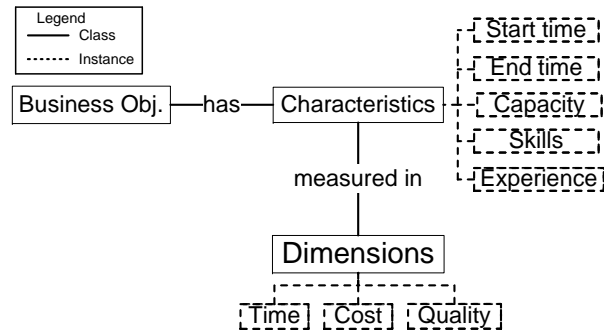 Legend
Class
Instance
Start time
End time
Business Obj.
has
Characteristics
Capacity
Skills
Experience
measured in
Dimensions
Time
Cost
Quality